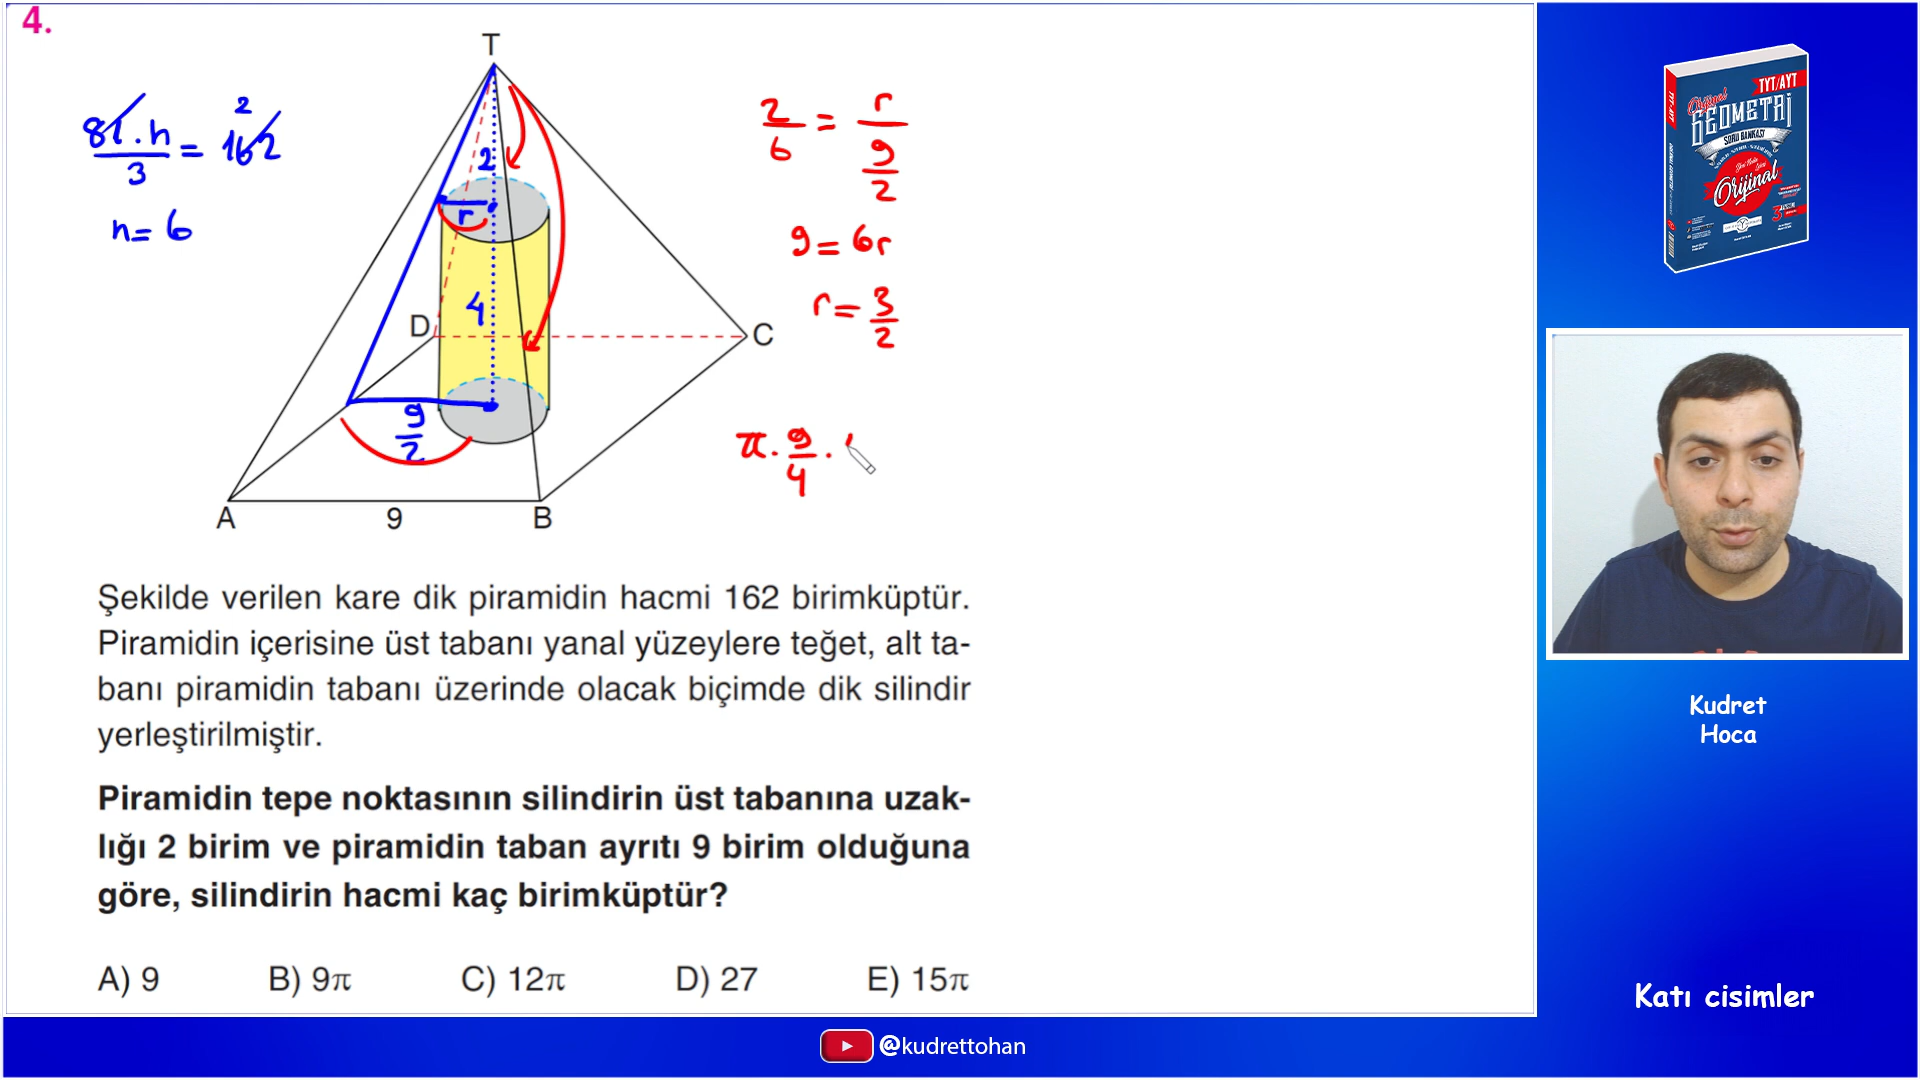 4.
T
81 . h / 3 = 162
2
h = 6
2
r
4
D
C
9/2
A
9
B
2/6 = r / 9/2
9 = 6r
r = 3/2
π . 9/4 .
Şekilde verilen kare dik piramidin hacmi 162 birimküptür.
Piramidin içerisine üst tabanı yanal yüzeylere teğet, alt ta-
banı piramidin tabanı üzerinde olacak biçimde dik silindir
yerleştirilmiştir.
Piramidin tepe noktasının silindirin üst tabanına uzak-
lığı 2 birim ve piramidin taban ayrıtı 9 birim olduğuna
göre, silindirin hacmi kaç birimküptür?
A) 9 B) 9π C) 12π D) 27 E) 15π
TYT/AYT
Orijinal
GEOMETRİ
SORU BANKASI
Orijinal
Kudret
Hoca
Katı cisimler
@kudrettohan